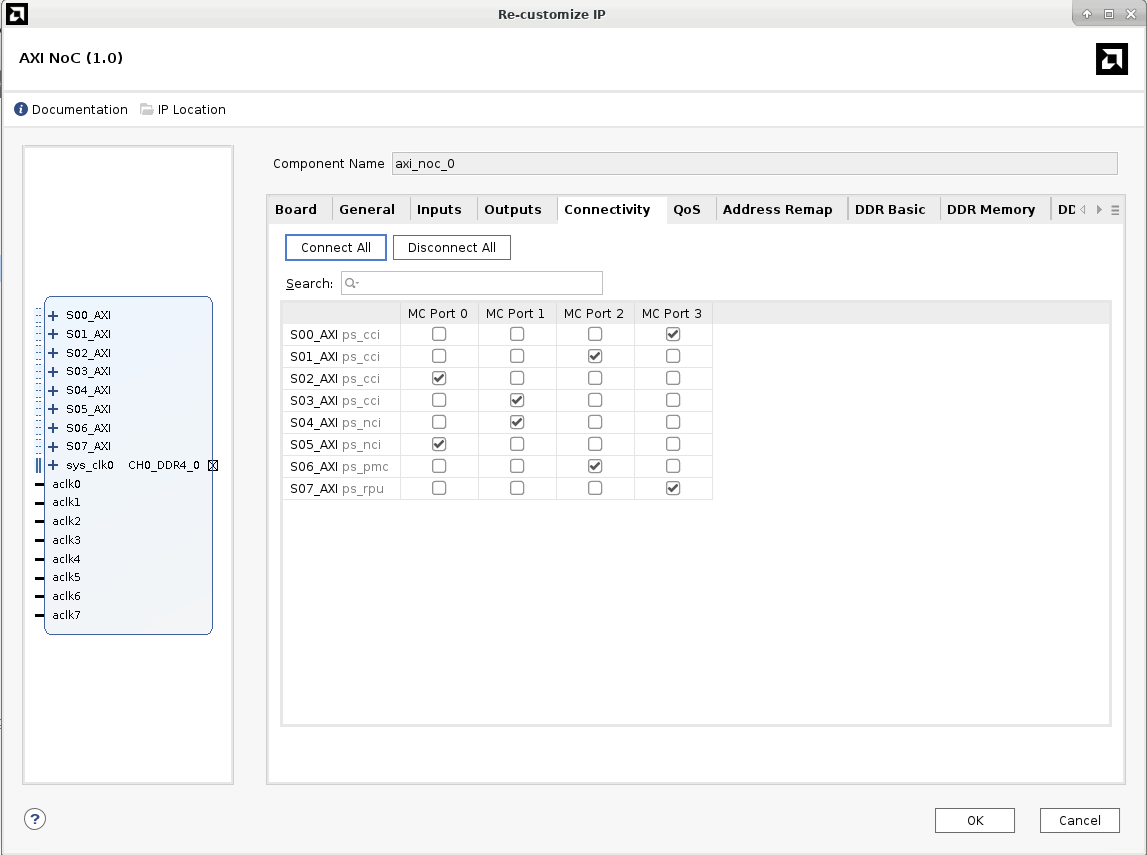 Re-customize IP
AXI NoC (1.0)
Documentation IP Location
Component Name axi_noc_0
Board General Inputs Outputs Connectivity QoS Address Remap DDR Basic DDR Memory DD
Connect All Disconnect All
Search:
MC Port 0 MC Port 1 MC Port 2 MC Port 3
S00_AXI ps_cci
S01_AXI ps_cci
S02_AXI ps_cci
S03_AXI ps_cci
S04_AXI ps_nci
S05_AXI ps_nci
S06_AXI ps_pmc
S07_AXI ps_rpu
S00_AXI
S01_AXI
S02_AXI
S03_AXI
S04_AXI
S05_AXI
S06_AXI
S07_AXI
sys_clk0 CH0_DDR4_0
aclk0
aclk1
aclk2
aclk3
aclk4
aclk5
aclk6
aclk7
? OK Cancel